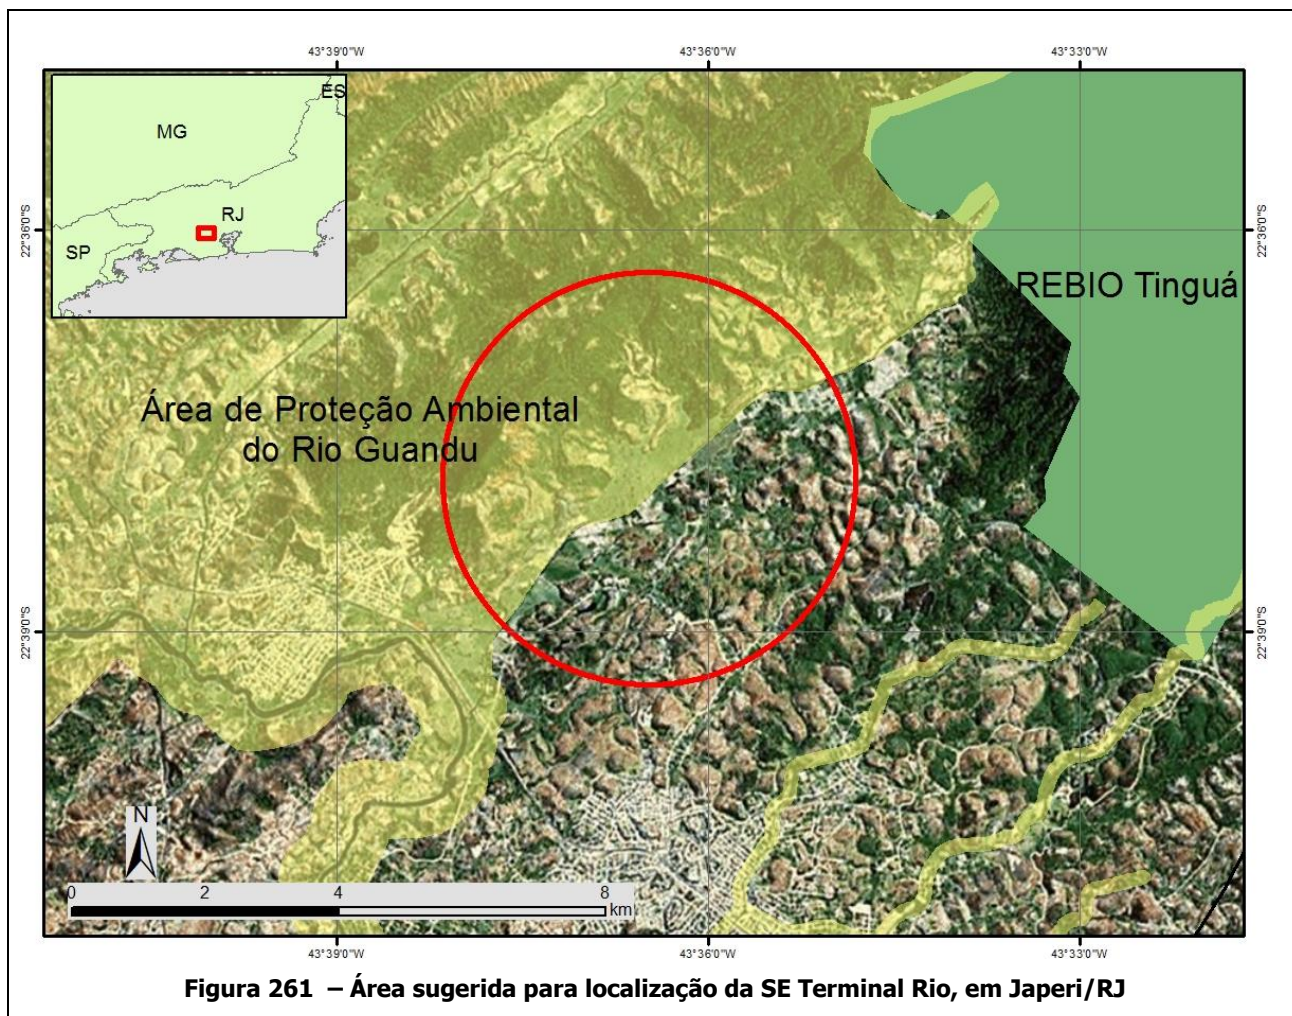 43°39'0"W
43°36'0"W
43°33'0"W
ES
MG
RJ
SP
22°36'0"S
22°36'0"S
REBIO Tinguá
Área de Proteção Ambiental
do Rio Guandu
22°39'0"S
22°39'0"S
N
0 2 4 8
km
43°39'0"W
43°36'0"W
43°33'0"W
Figura 261 – Área sugerida para localização da SE Terminal Rio, em Japeri/RJ